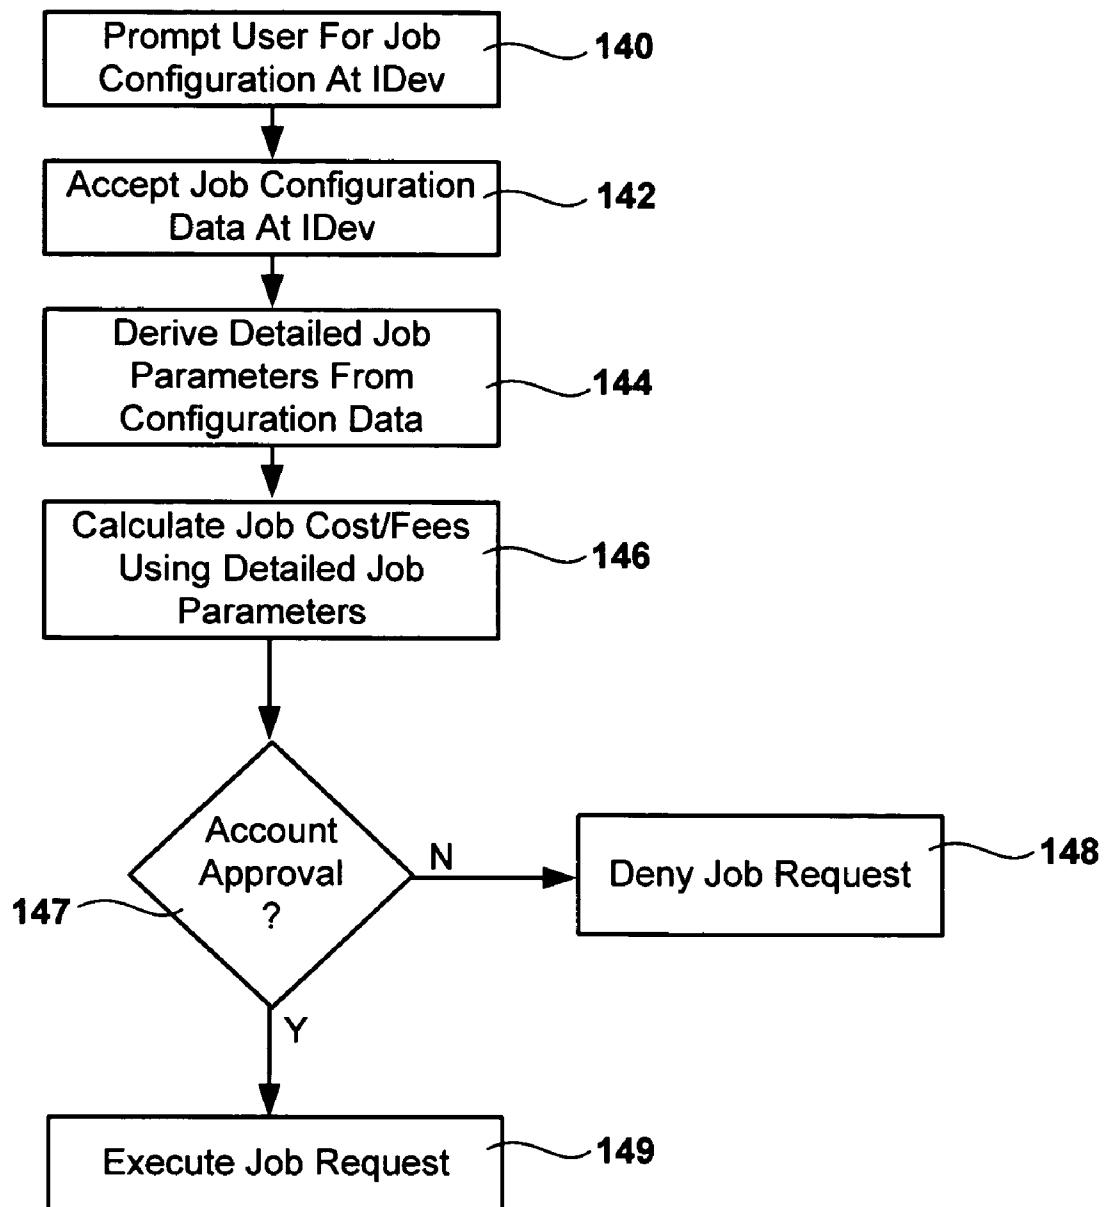 Prompt User For Job
Configuration At IDev
140
Accept Job Configuration
Data At IDev
142
Derive Detailed Job
Parameters From
Configuration Data
144
Calculate Job Cost/Fees
Using Detailed Job
Parameters
146
Account
Approval
?
147
N
Deny Job Request
148
Y
Execute Job Request
149